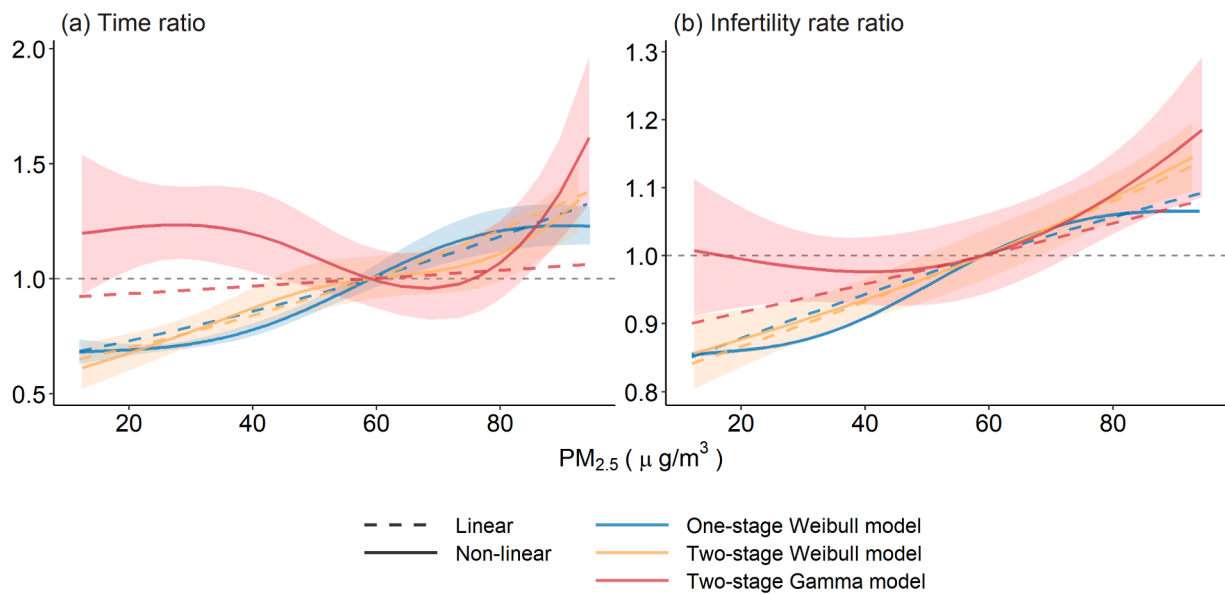 (a) Time ratio
(b) Infertility rate ratio
2.0
1.5
1.0
0.5
1.3
1.2
1.1
1.0
0.9
0.8
20 40 60 80
20 40 60 80
PM₂.₅ ( μ g/m³ )
Linear
Non-linear
One-stage Weibull model
Two-stage Weibull model
Two-stage Gamma model